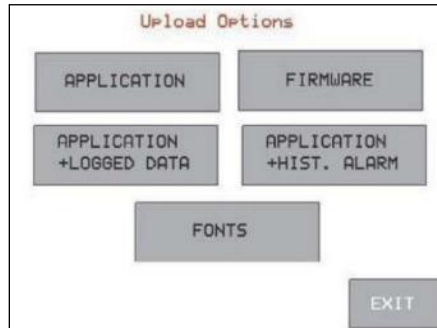 Upload Options
APPLICATION
FIRMWARE
APPLICATION
+LOGGED DATA
APPLICATION
+HIST. ALARM
FONTS
EXIT